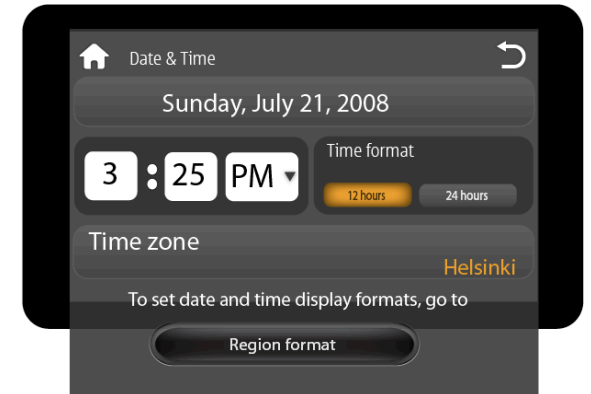 Date & Time
Sunday, July 21, 2008
3 : 25 PM
Time format
12 hours 24 hours
Time zone
Helsinki
To set date and time display formats, go to
Region format